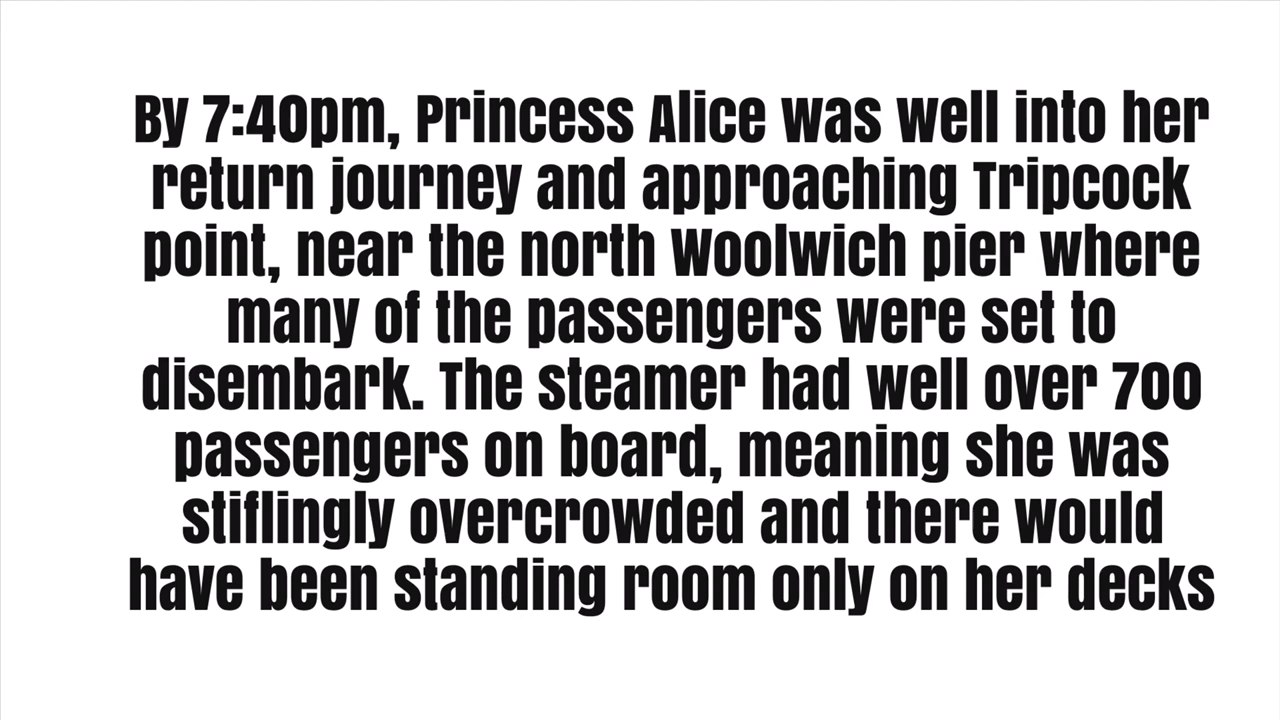 By 7:40pm, Princess Alice was well into her
return journey and approaching Tripcock
point, near the north Woolwich pier where
many of the passengers were set to
disembark. The steamer had well over 700
passengers on board, meaning she was
stiflingly overcrowded and there would
have been standing room only on her decks